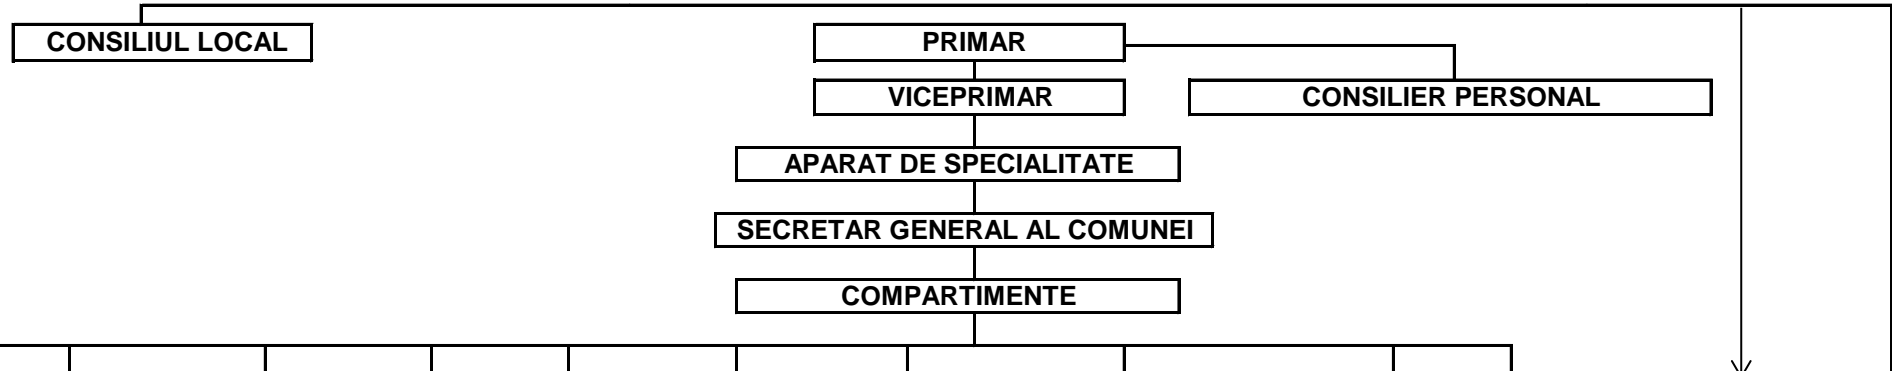 CONSILIUL LOCAL
PRIMAR
VICEPRIMAR
CONSILIER PERSONAL
APARAT DE SPECIALITATE
SECRETAR GENERAL AL COMUNEI
COMPARTIMENTE